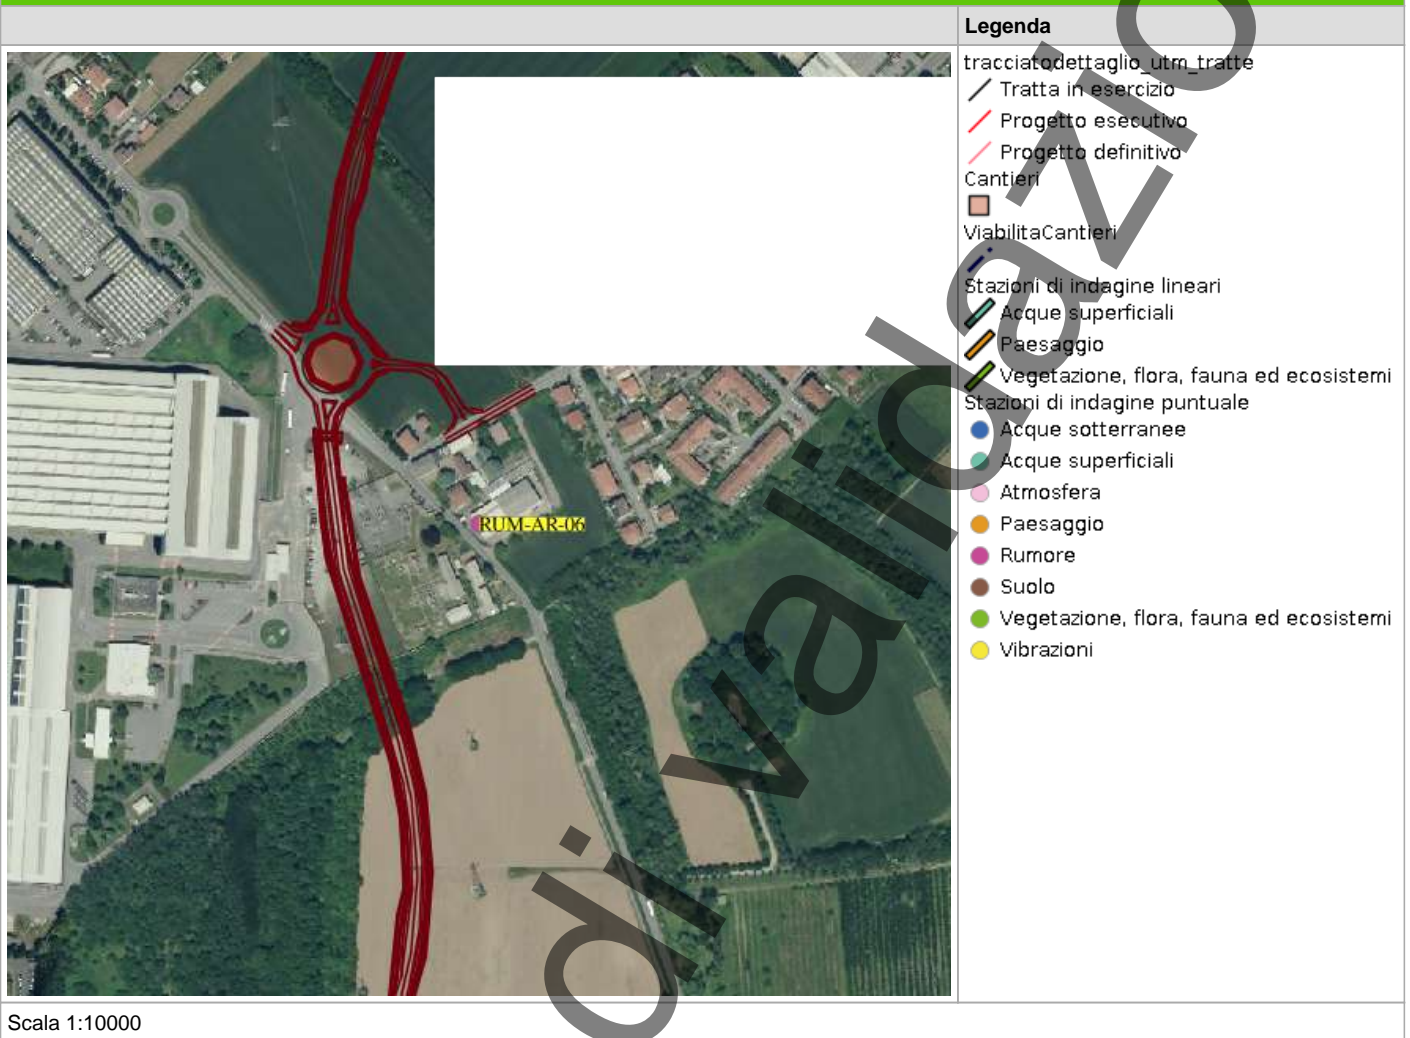 Legenda
tracciatodettaglio_utm_tratte
Tratta in esercizio
Progetto esecutivo
Progetto definitivo
Cantieri
ViabilitaCantieri
Stazioni di indagine lineari
Acque superficiali
Paesaggio
Vegetazione, flora, fauna ed ecosistemi
Stazioni di indagine puntuale
Acque sotterranee
Acque superficiali
Atmosfera
Paesaggio
Rumore
Suolo
Vegetazione, flora, fauna ed ecosistemi
Vibrazioni
RUM-AR-06
Scala 1:10000
di validazio